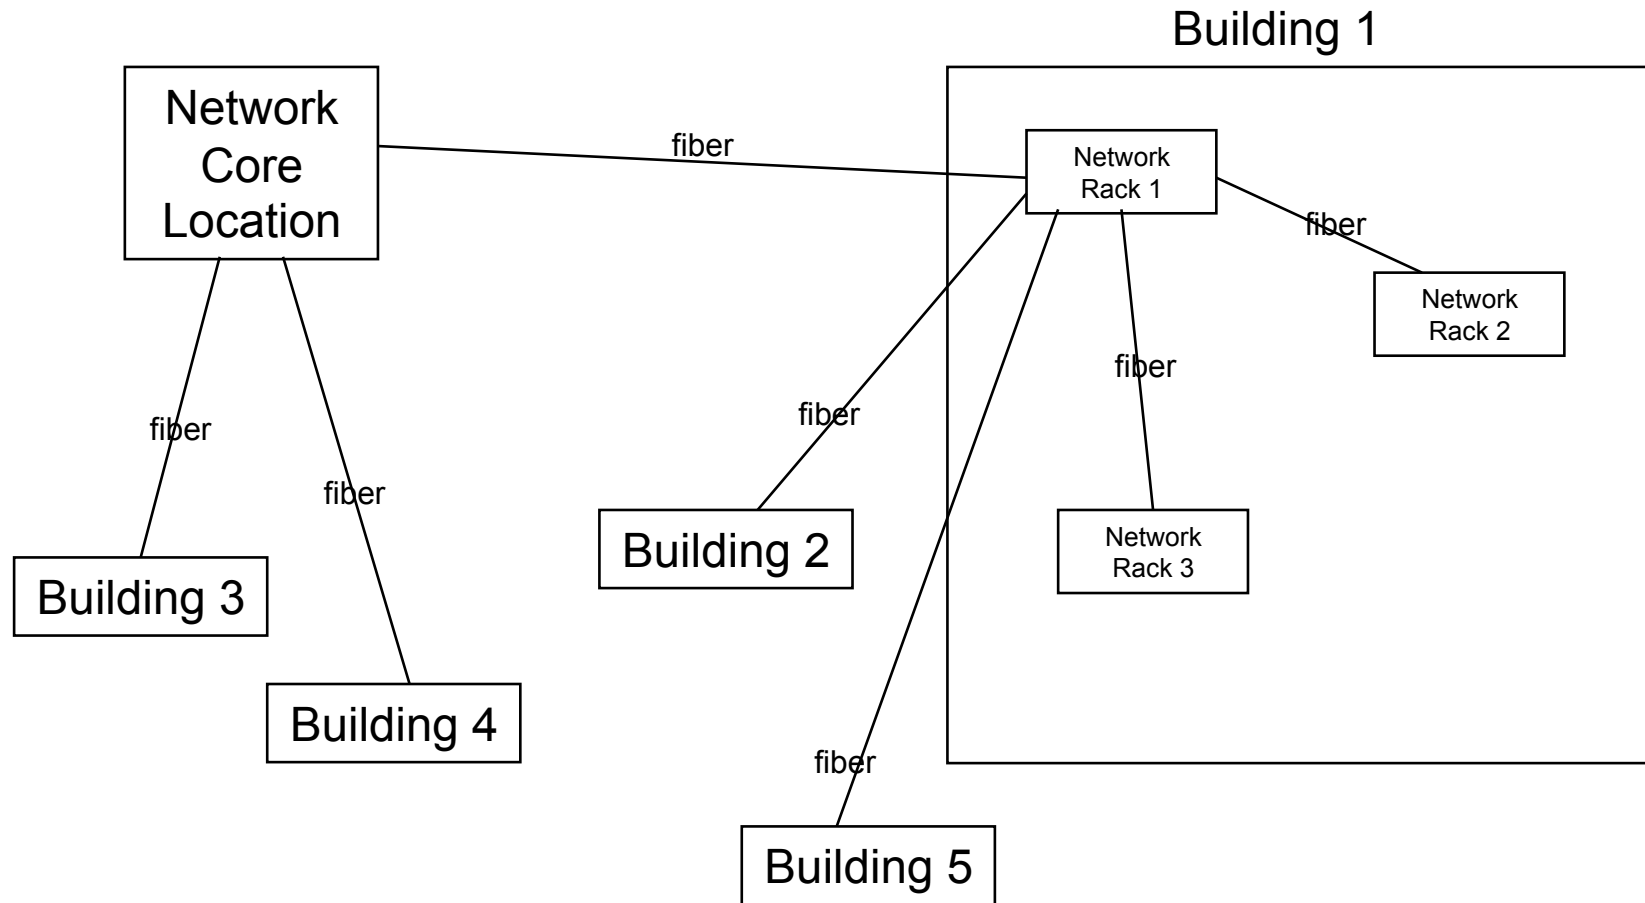 Building 1
Network
Core
Location
fiber
Network
Rack 1
fiber
Network
Rack 2
fiber
fiber
fiber
fiber
Network
Rack 3
Building 2
Building 3
Building 4
fiber
Building 5